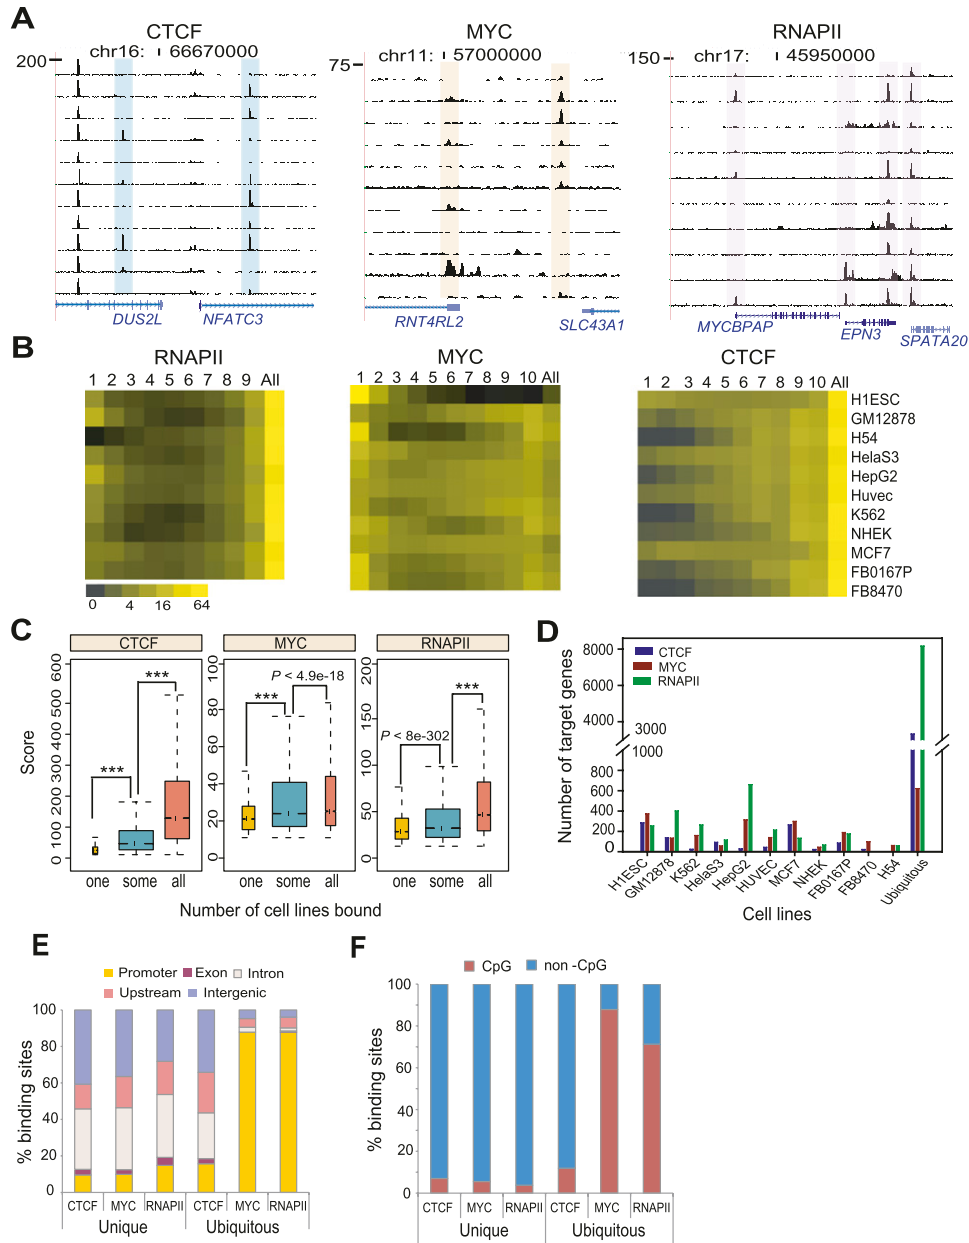 A
CTCF
MYC
RNAPII
chr16: 66670000
chr11: 57000000
chr17: 45950000
200
75
150
DUS2L NFATC3
RNT4RL2 SLC43A1
MYCBPAP EPN3 SPATA20
B
RNAPII
MYC
CTCF
1 2 3 4 5 6 7 8 9 All
1 2 3 4 5 6 7 8 9 10 All
1 2 3 4 5 6 7 8 9 10 All
H1ESC
GM12878
H54
HelaS3
HepG2
Huvec
K562
NHEK
MCF7
FB0167P
FB8470
0 4 16 64
C
CTCF
MYC
RNAPII
Score
0 100 200 300 400 500 600
0 20 40 60 80 100
0 50 100 150 200
***
***
***
P < 4.9e-18
P < 8e-302
***
one some all
one some all
one some all
Number of cell lines bound
D
CTCF
MYC
RNAPII
Number of target genes
8000
6000
4000
3000
1000
800
600
400
200
0
H1ESC
GM12878
K562
HelaS3
HepG2
HUVEC
MCF7
NHEK
FB0167P
FB8470
H54
Ubiquitous
Cell lines
E
Promoter Exon Intron
Upstream Intergenic
% binding sites
100
80
60
40
20
0
CTCF MYC RNAPII CTCF MYC RNAPII
Unique Ubiquitous
F
CpG non -CpG
% binding sites
100
80
60
40
20
0
CTCF MYC RNAPII CTCF MYC RNAPII
Unique Ubiquitous